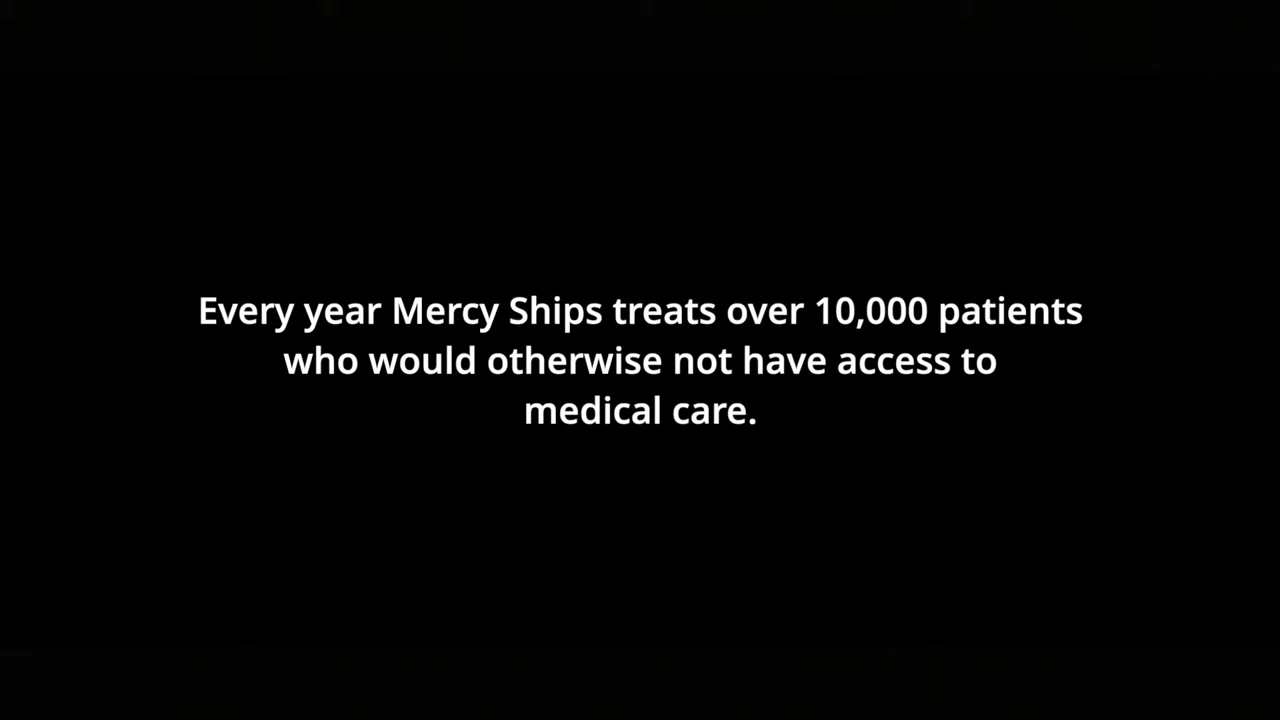 Every year Mercy Ships treats over 10,000 patients
who would otherwise not have access to
medical care.